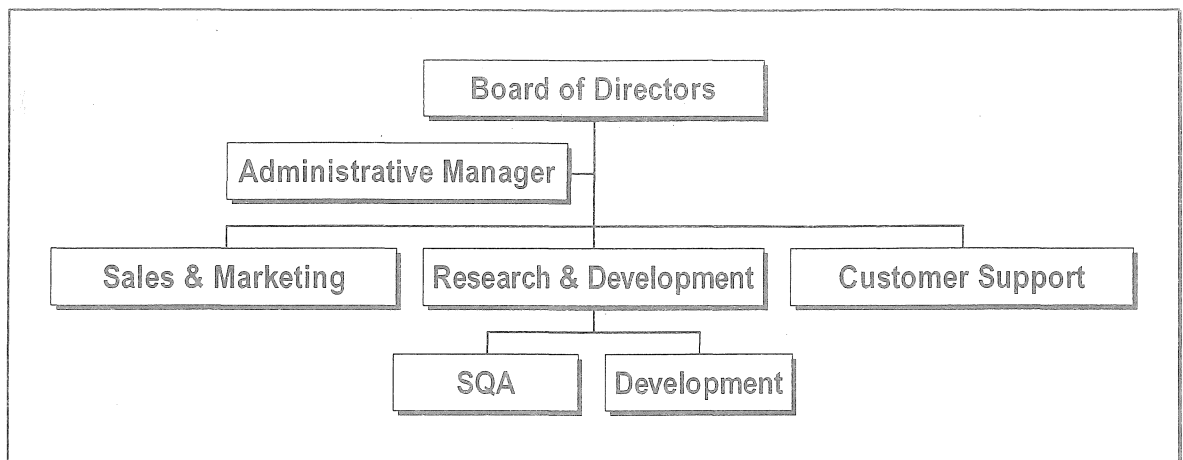 Board of Directors
Administrative Manager
Sales & Marketing
Research & Development
Customer Support
SQA
Development